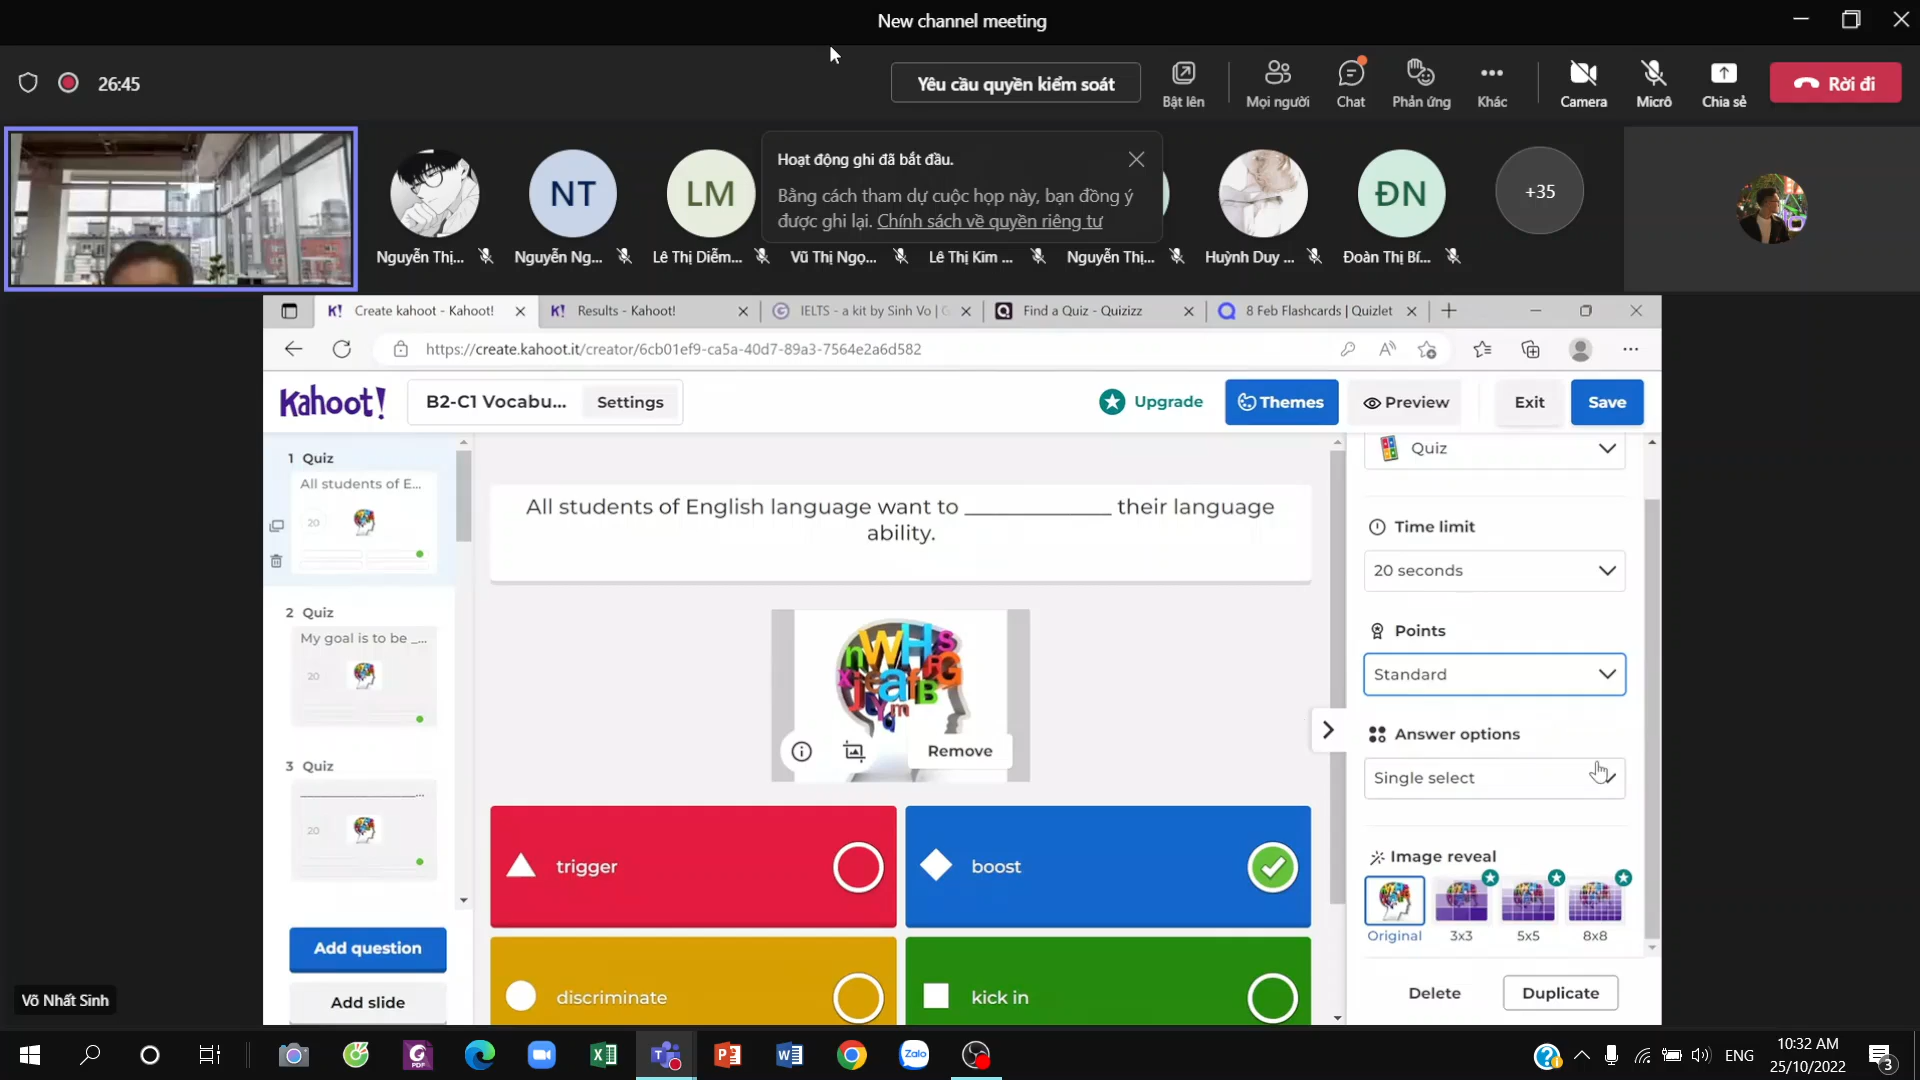 New channel meeting
26:45
Yêu cầu quyền kiểm soát
Bật lên
Mọi người
Chat
Phản ứng
Khác
Camera
Micrô
Chia sẻ
Rời đi
NT
LM
Hoạt động ghi đã bắt đầu.
Bằng cách tham dự cuộc họp này, bạn đồng ý
được ghi lại. Chính sách về quyền riêng tư
ĐN
+35
Nguyễn Thị...
Nguyễn Ng...
Lê Thị Diễm...
Vũ Thị Ngọ...
Lê Thị Kim ...
Nguyễn Thị...
Huỳnh Duy ...
Đoàn Thị Bí...
Create kahoot - Kahoot!
Results - Kahoot!
IELTS - a kit by Sinh Vo | G
Find a Quiz - Quizizz
8 Feb Flashcards | Quizlet
https://create.kahoot.it/creator/6cb01ef9-ca5a-40d7-89a3-7564e2a6d582
Kahoot!
B2-C1 Vocabu...
Settings
Upgrade
Themes
Preview
Exit
Save
1 Quiz
All students of E...
20
2 Quiz
My goal is to be _...
20
3 Quiz
____________________...
20
Add question
Add slide
All students of English language want to ______________ their language
ability.
Remove
trigger
boost
discriminate
kick in
Quiz
Time limit
20 seconds
Points
Standard
Answer options
Single select
Image reveal
Original
3x3
5x5
8x8
Delete
Duplicate
Võ Nhất Sinh
PDF
Zalo
ENG
10:32 AM
25/10/2022
3